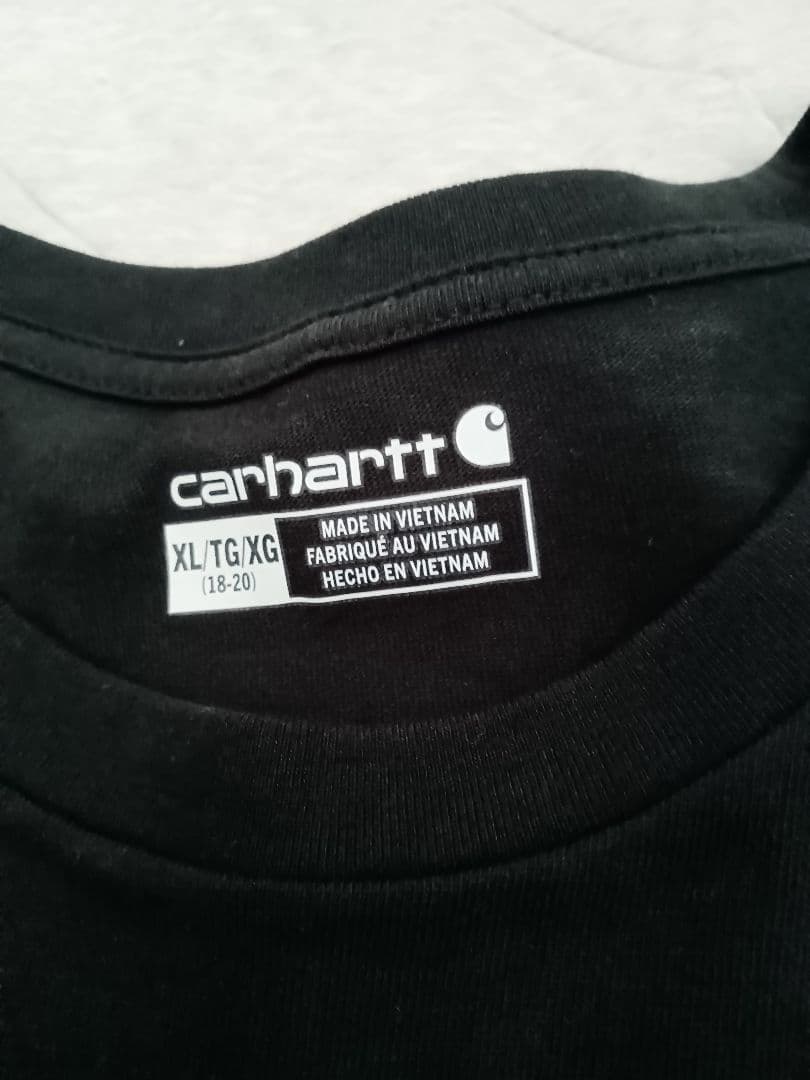 carhartt
XL/TG/XG
(18-20)
MADE IN VIETNAM
FABRIQUÉ AU VIETNAM
HECHO EN VIETNAM